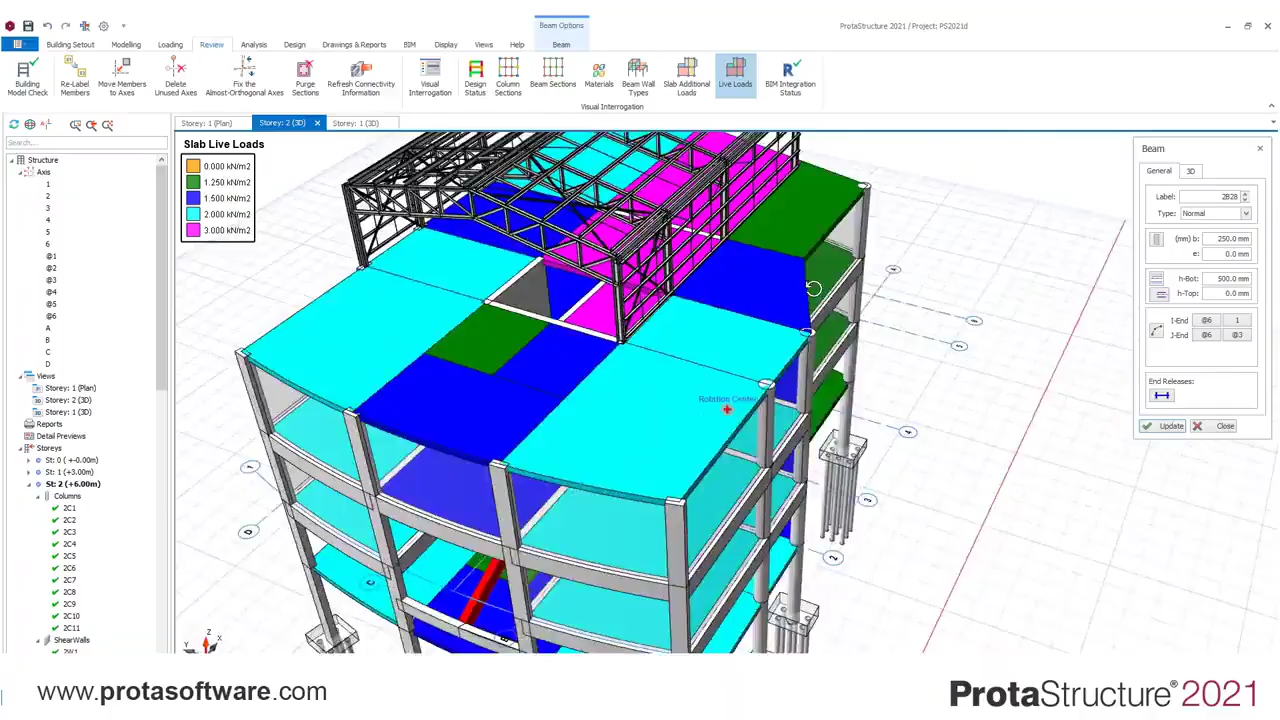 Beam Options
ProtaStructure 2021 / Project: PS2021d
Building Setout Modelling Loading Review Analysis Design Drawings & Reports BIM Display Views Help Beam
Building Model Check
Re-Label Members
Move Members to Axes
Delete Unused Axes
Fix the Almost-Orthogonal Axes
Purge Sections
Refresh Connectivity Information
Visual Interrogation
Design Status
Column Sections
Beam Sections
Materials
Beam Wall Types
Slab Additional Loads
Live Loads
BIM Integration Status
Visual Interrogation
Storey: 1 (Plan) Storey: 2 (3D) Storey: 1 (3D)
Search...
Structure
Axis
1
2
3
4
5
6
@1
@2
@3
@4
@5
@6
A
B
C
D
Views
Storey: 1 (Plan)
Storey: 2 (3D)
Storey: 1 (3D)
Reports
Detail Previews
Storeys
St: 0 ( +-0.00m)
St: 1 (+3.00m)
St: 2 (+6.00m)
Columns
2C1
2C2
2C3
2C4
2C5
2C6
2C7
2C8
2C9
2C10
2C11
ShearWalls
2W1
Slab Live Loads
0.000 kN/m2
1.250 kN/m2
1.500 kN/m2
2.000 kN/m2
3.000 kN/m2
Rotation Center
4
3
2
1
D
C
Z
X
Y
Beam
General 3D
Label: 2B28
Type: Normal
(mm) b: 250.0 mm
e: 0.0 mm
h-Bot: 500.0 mm
h-Top: 0.0 mm
I-End @6 1
J-End @6 @3
End Releases:
Update Close
www.protasoftware.com
ProtaStructure® 2021